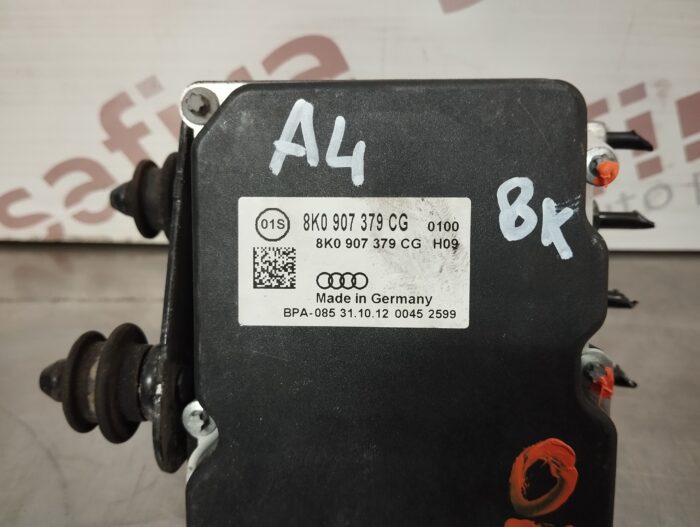 A4
8K
01S
8K0 907 379 CG 0100
8K0 907 379 CG H09
Made in Germany
BPA-085 31.10.12 0045 2599